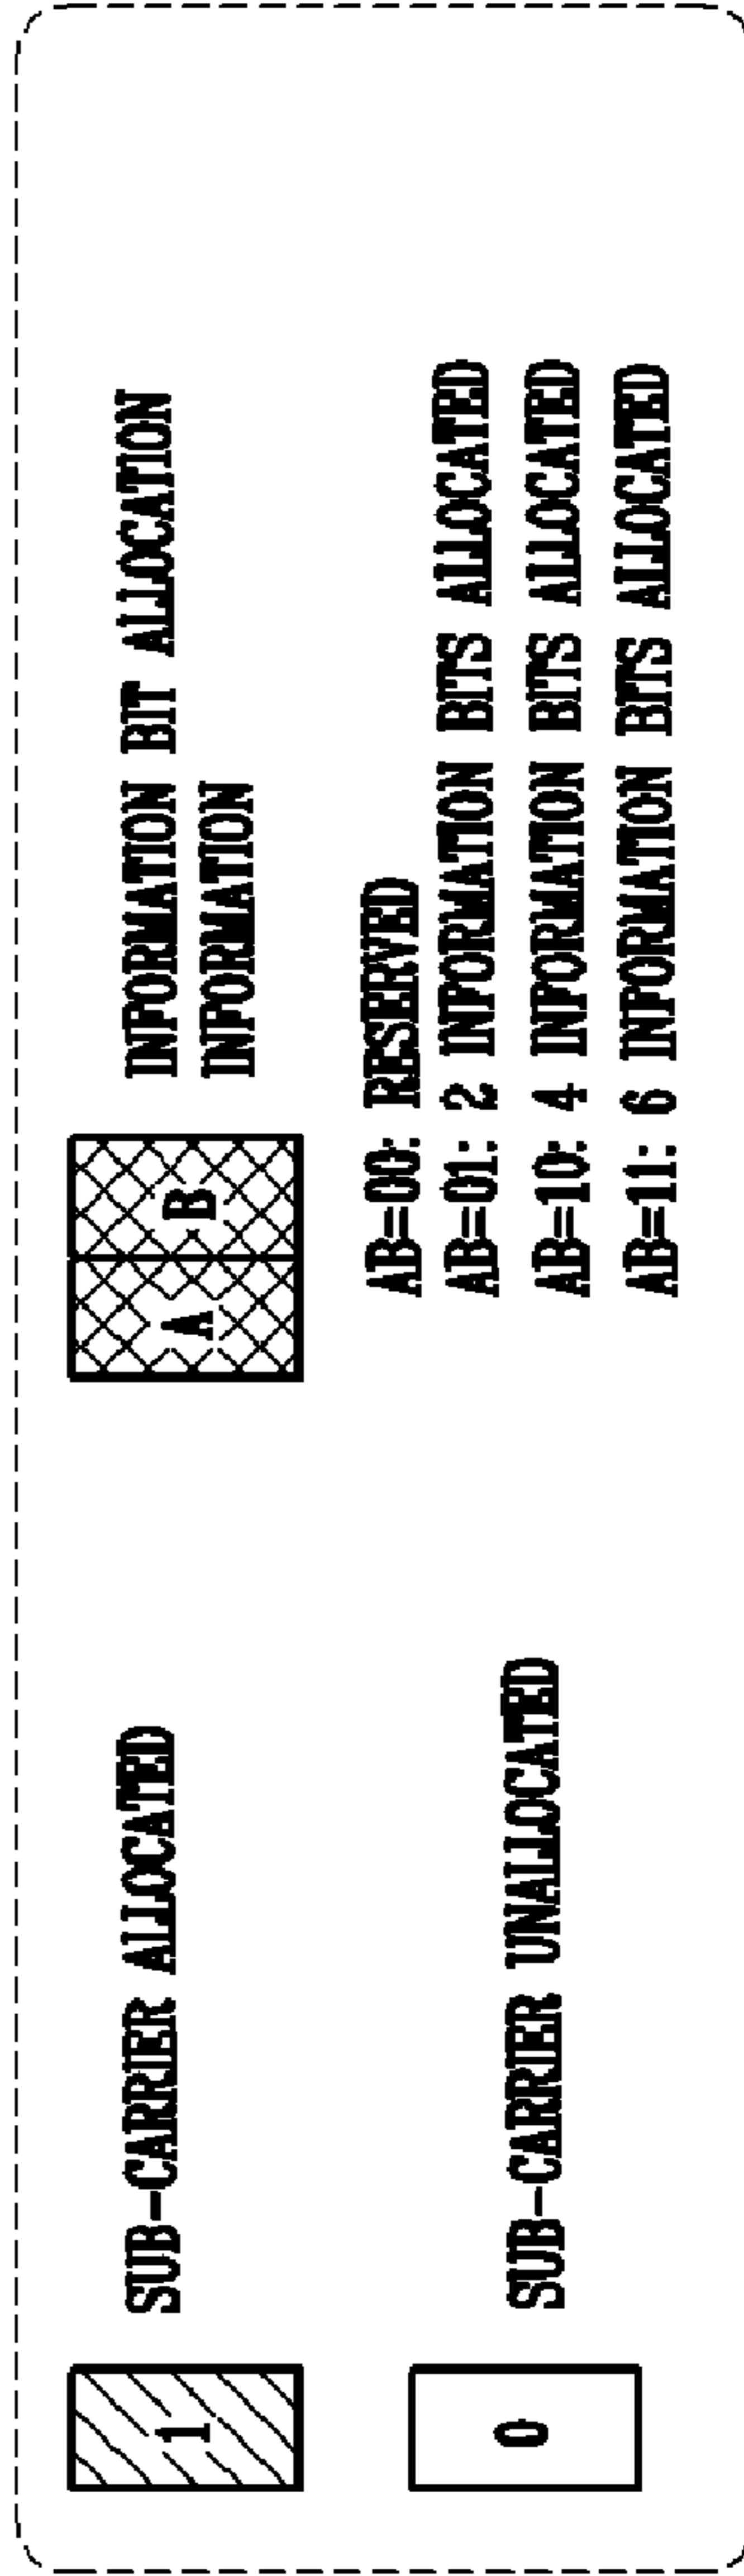 1 SUB-CARRIER ALLOCATED
0 SUB-CARRIER UNALLOCATED
A B INFORMATION BIT ALLOCATION
INFORMATION
AB=00: RESERVED
AB=01: 2 INFORMATION BITS ALLOCATED
AB=10: 4 INFORMATION BITS ALLOCATED
AB=11: 6 INFORMATION BITS ALLOCATED